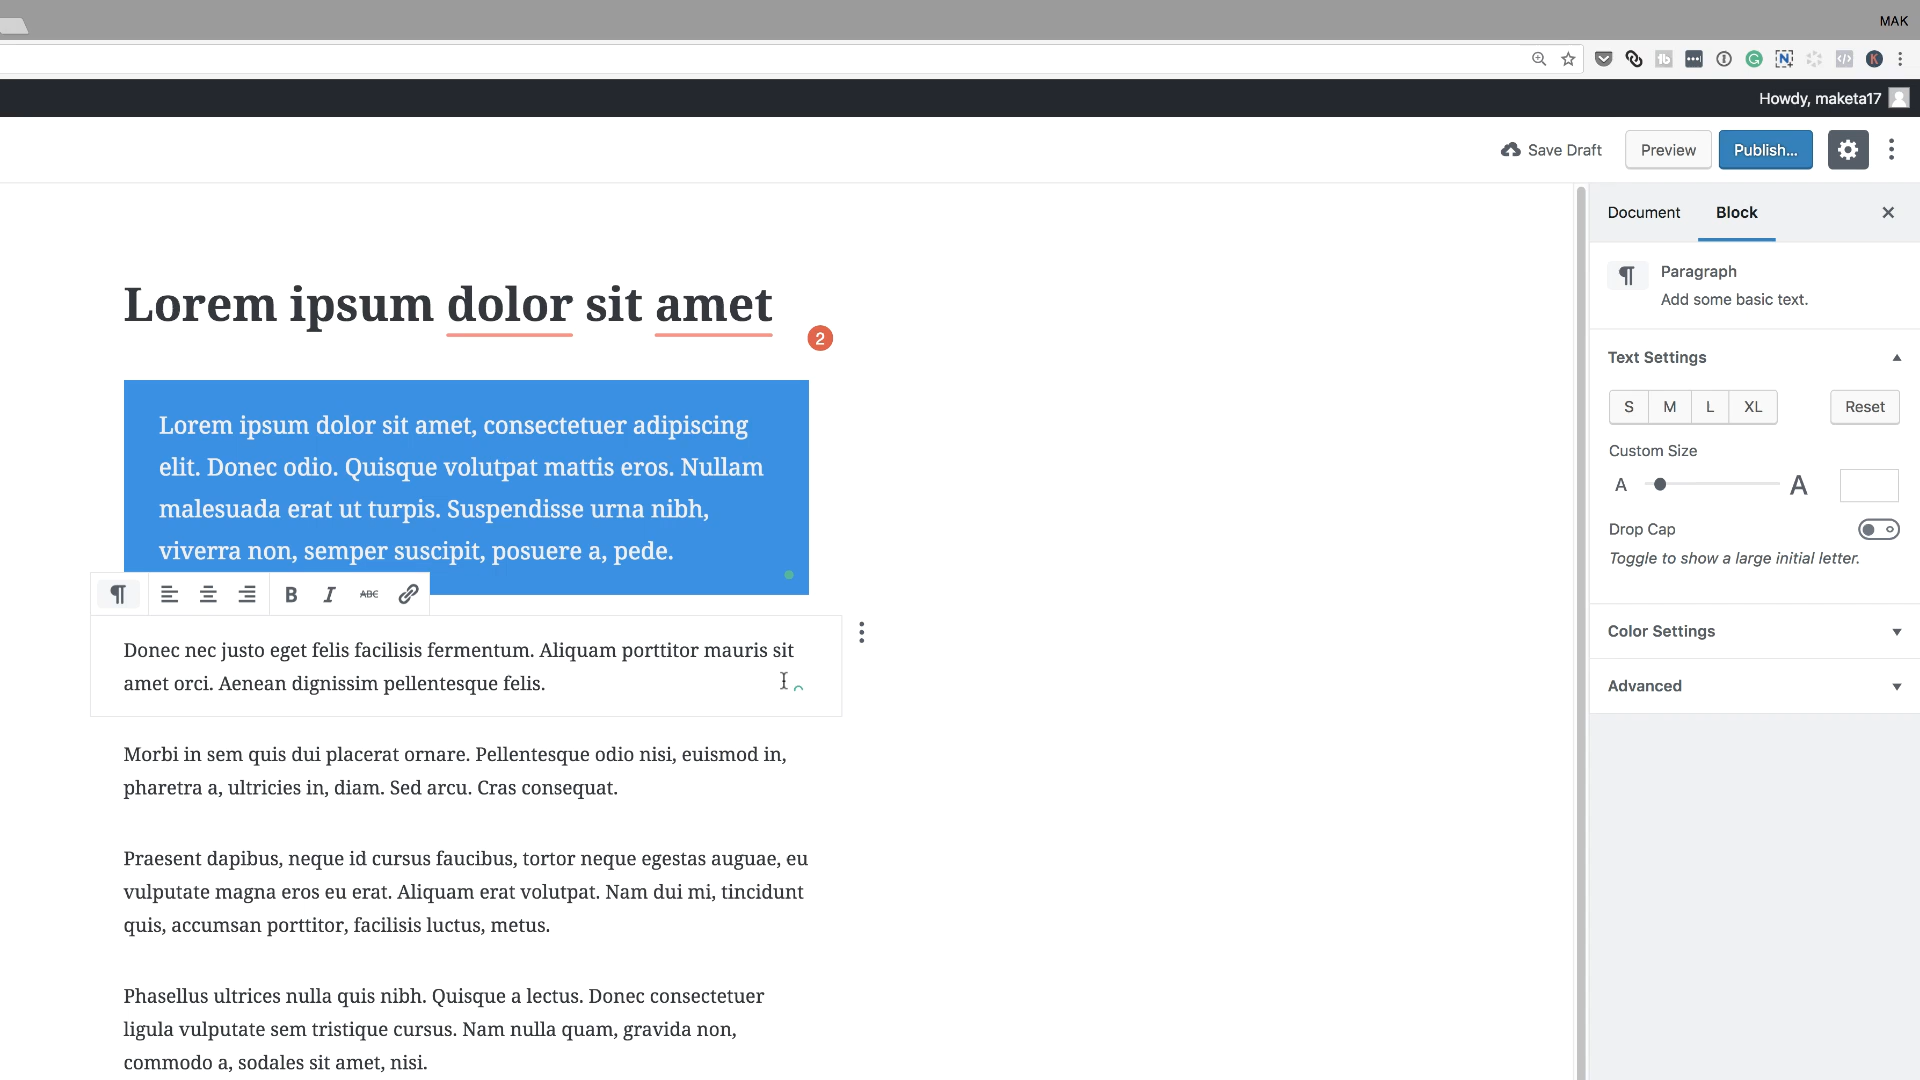 MAK
Howdy, maketa17
Save Draft
Preview
Publish...
Document
Block
Paragraph
Add some basic text.
Text Settings
S M L XL
Reset
Custom Size
A A
Drop Cap
Toggle to show a large initial letter.
Color Settings
Advanced
Lorem ipsum dolor sit amet
2
Lorem ipsum dolor sit amet, consectetuer adipiscing
elit. Donec odio. Quisque volutpat mattis eros. Nullam
malesuada erat ut turpis. Suspendisse urna nibh,
viverra non, semper suscipit, posuere a, pede.
B I ABC
Donec nec justo eget felis facilisis fermentum. Aliquam porttitor mauris sit
amet orci. Aenean dignissim pellentesque felis.
Morbi in sem quis dui placerat ornare. Pellentesque odio nisi, euismod in,
pharetra a, ultricies in, diam. Sed arcu. Cras consequat.
Praesent dapibus, neque id cursus faucibus, tortor neque egestas auguae, eu
vulputate magna eros eu erat. Aliquam erat volutpat. Nam dui mi, tincidunt
quis, accumsan porttitor, facilisis luctus, metus.
Phasellus ultrices nulla quis nibh. Quisque a lectus. Donec consectetuer
ligula vulputate sem tristique cursus. Nam nulla quam, gravida non,
commodo a, sodales sit amet, nisi.